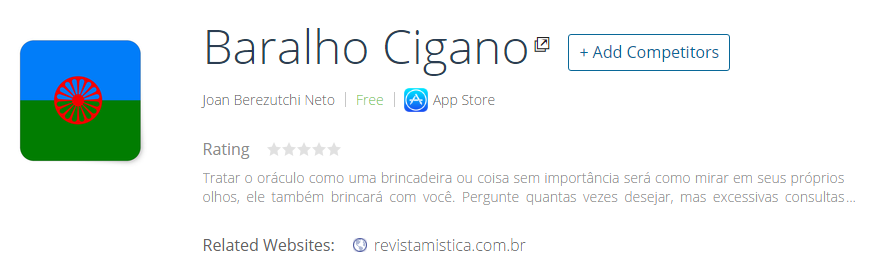 Baralho Cigano
+ Add Competitors
Joan Berezutchi Neto
Free
App Store
Rating
Tratar o oráculo como uma brincadeira ou coisa sem importância será como mirar em seus próprios
olhos, ele também brincará com você. Pergunte quantas vezes desejar, mas excessivas consultas...
Related Websites:
revistamistica.com.br